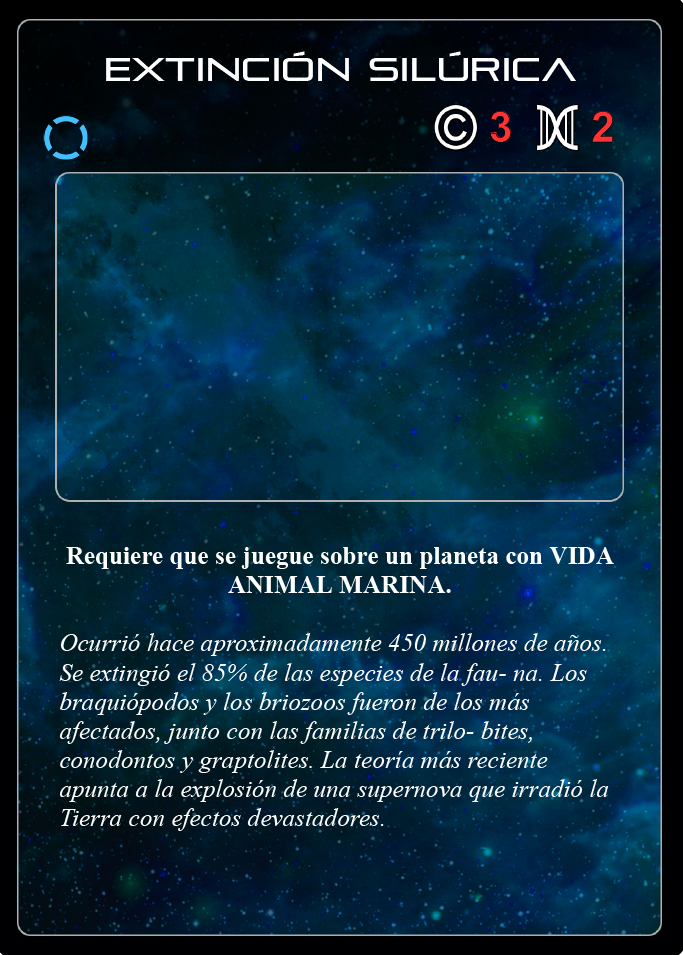 EXTINCIÓN SILÚRICA
© 3 2
Requiere que se juegue sobre un planeta con VIDA
ANIMAL MARINA.
Ocurrió hace aproximadamente 450 millones de años.
Se extingió el 85% de las especies de la fau- na. Los
braquiópodos y los briozoos fueron de los más
afectados, junto con las familias de trilo- bites,
conodontos y graptolites. La teoría más reciente
apunta a la explosión de una supernova que irradió la
Tierra con efectos devastadores.